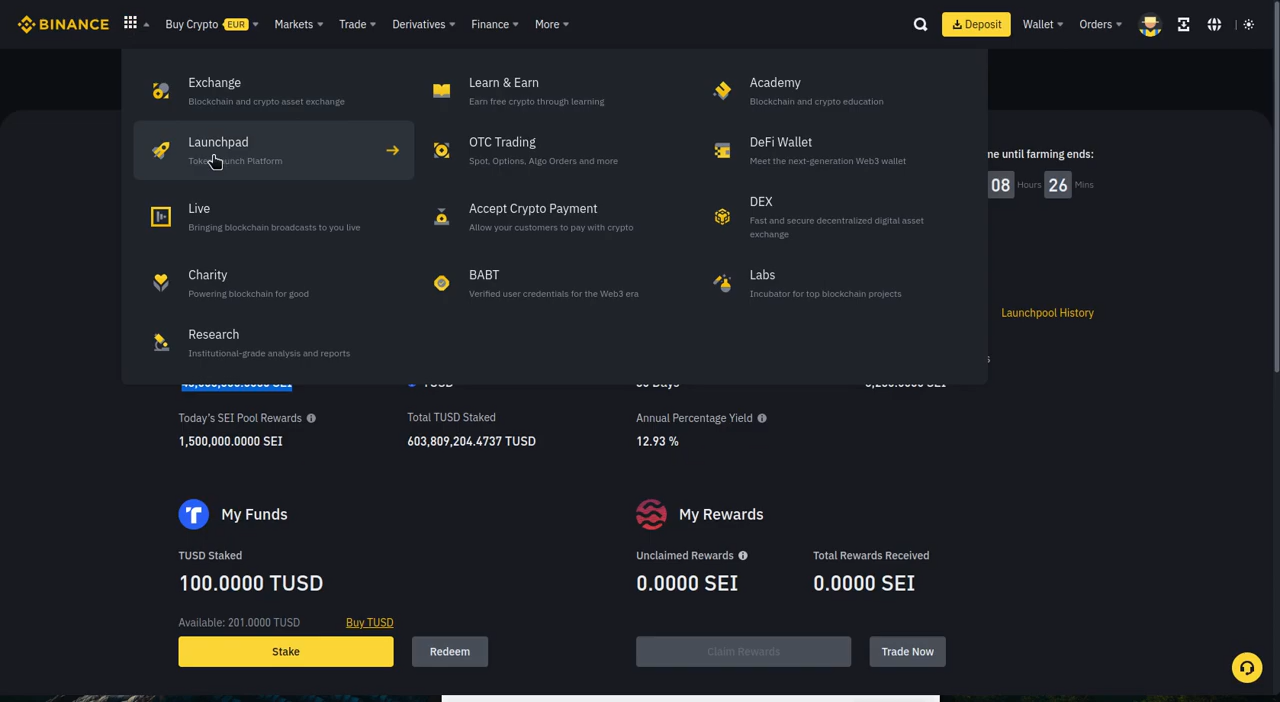 BINANCE Buy Crypto EUR Markets Trade Derivatives Finance More Deposit Wallet Orders
Exchange
Blockchain and crypto asset exchange
Learn & Earn
Earn free crypto through learning
Academy
Blockchain and crypto education
Launchpad
Token Launch Platform
OTC Trading
Spot, Options, Algo Orders and more
DeFi Wallet
Meet the next-generation Web3 wallet
Live
Bringing blockchain broadcasts to you live
Accept Crypto Payment
Allow your customers to pay with crypto
DEX
Fast and secure decentralized digital asset
exchange
Charity
Powering blockchain for good
BABT
Verified user credentials for the Web3 era
Labs
Incubator for top blockchain projects
Research
Institutional-grade analysis and reports
me until farming ends:
08 Hours 26 Mins
Launchpool History
TUSD
Today's SEI Pool Rewards
1,500,000.0000 SEI
Total TUSD Staked
603,809,204.4737 TUSD
Annual Percentage Yield
12.93 %
My Funds
TUSD Staked
100.0000 TUSD
Available: 201.0000 TUSD Buy TUSD
Stake Redeem
My Rewards
Unclaimed Rewards
0.0000 SEI
Total Rewards Received
0.0000 SEI
Claim Rewards Trade Now